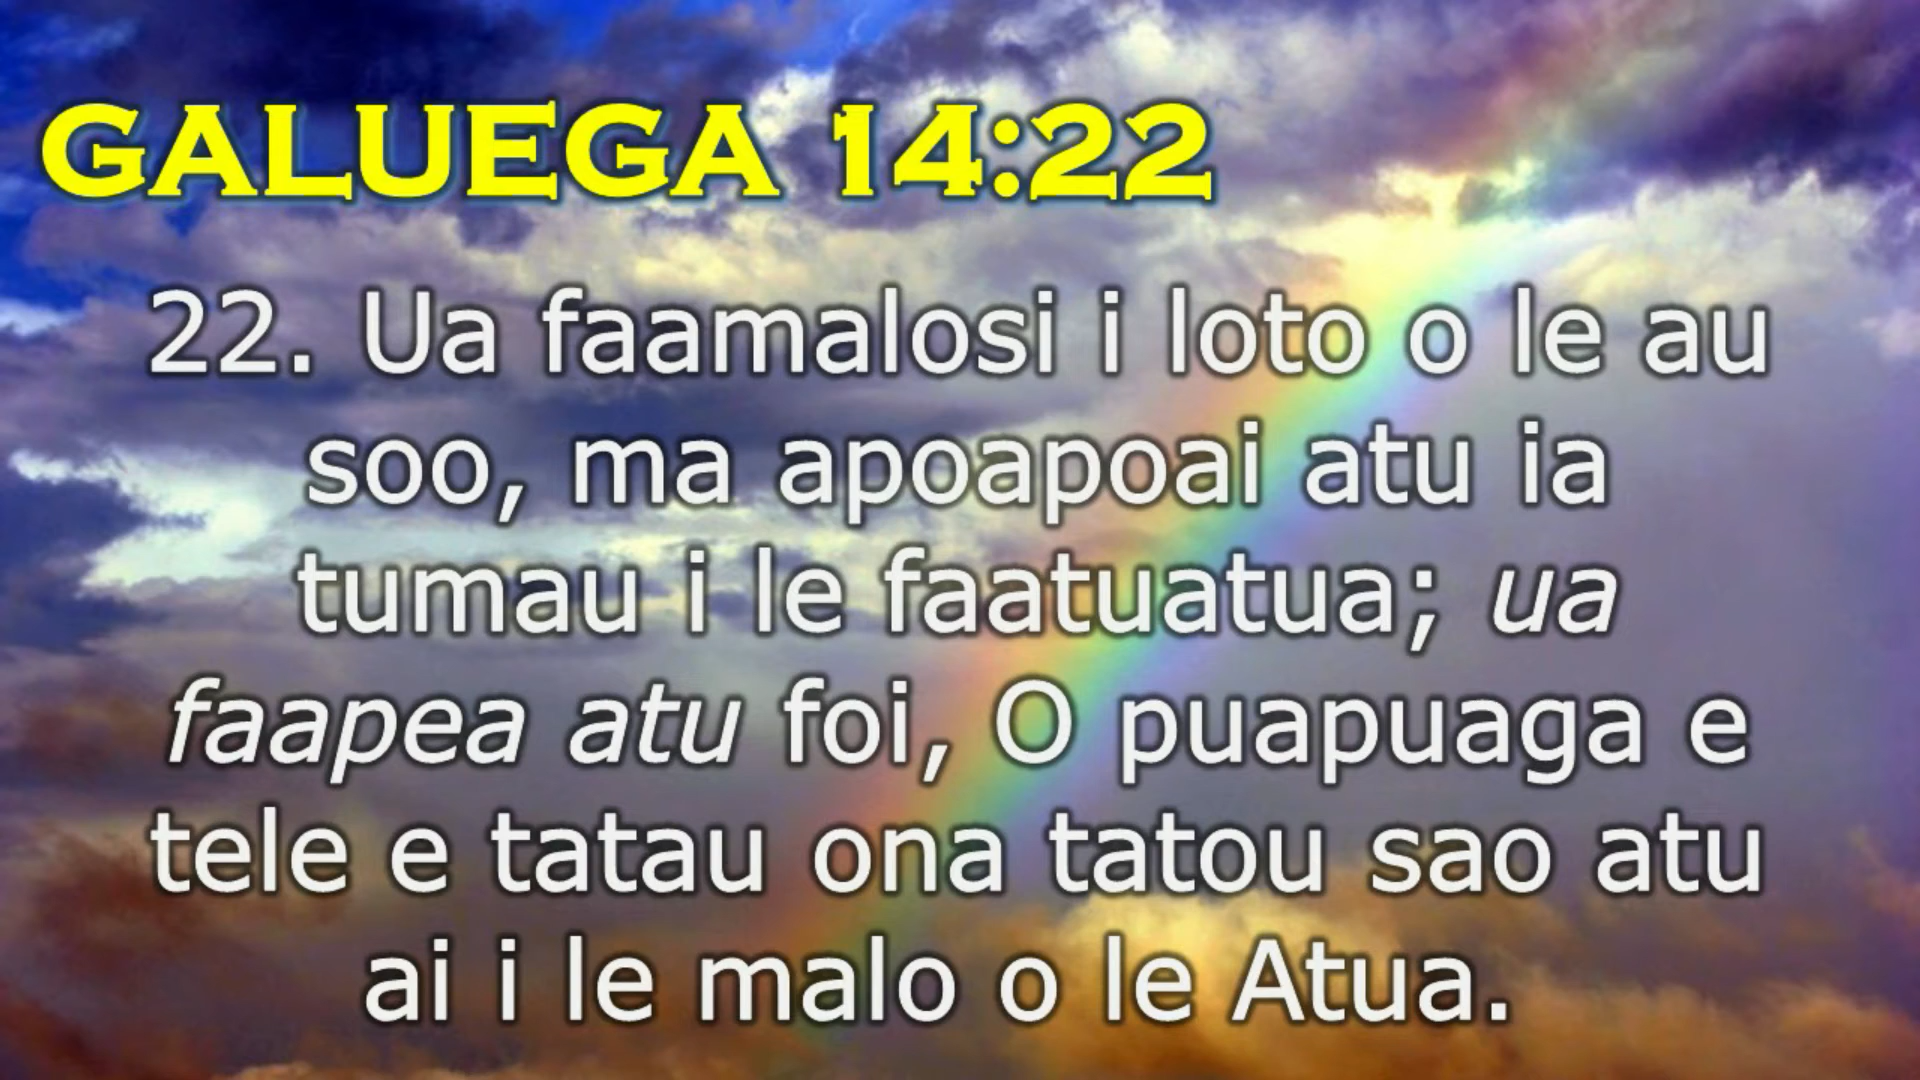 GALUEGA 14:22
22. Ua faamalosi i loto o le au
soo, ma apoapoai atu ia
tumau i le faatuatua; ua
faapea atu foi, O puapuaga e
tele e tatau ona tatou sao atu
ai i le malo o le Atua.